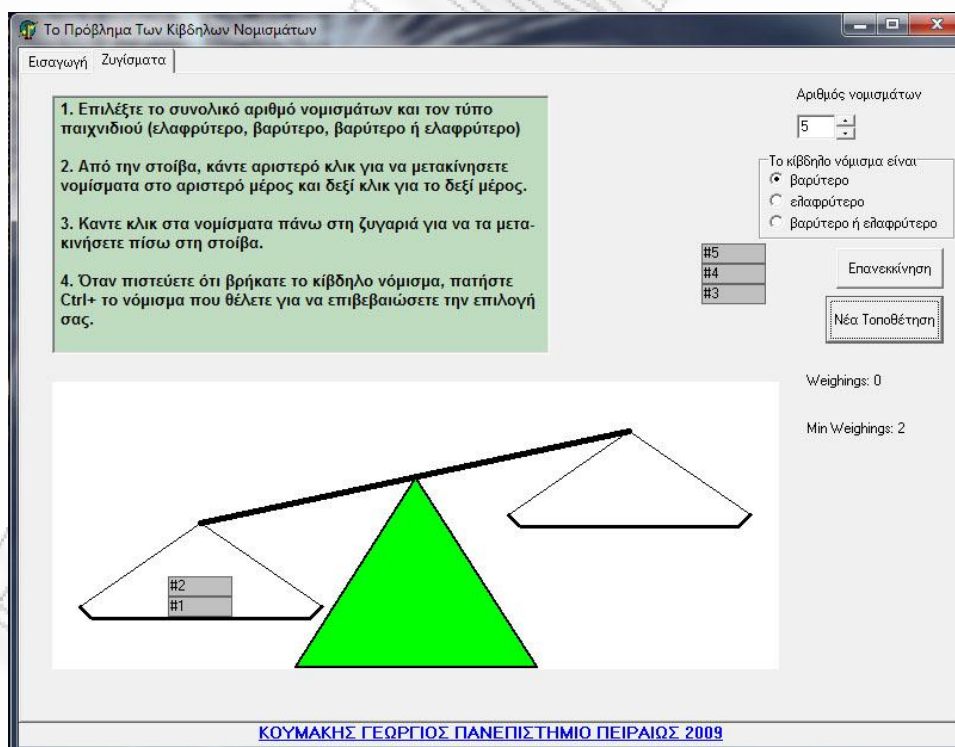 Το Πρόβλημα Των Κίβδηλων Νομισμάτων
Εισαγωγή
Ζυγίσματα
1. Επιλέξτε το συνολικό αριθμό νομισμάτων και τον τύπο
παιχνιδιού (ελαφρύτερο, βαρύτερο, βαρύτερο ή ελαφρύτερο)
2. Από την στοίβα, κάντε αριστερό κλικ για να μετακίνησετε
νομίσματα στο αριστερό μέρος και δεξί κλικ για το δεξί μέρος.
3. Καντε κλικ στα νομίσματα πάνω στη ζυγαριά για να τα μετα-
κινήσετε πίσω στη στοίβα.
4. Όταν πιστεύετε ότι βρήκατε το κίβδηλο νόμισμα, πατήστε
Ctrl+ το νόμισμα που θέλετε για να επιβεβαιώσετε την επιλογή
σας.
Αριθμός νομισμάτων
5
Το κίβδηλο νόμισμα είναι
βαρύτερο
ελαφρύτερο
βαρύτερο ή ελαφρύτερο
#5
#4
#3
Επανεκκίνηση
Νέα Τοποθέτηση
Weighings: 0
Min Weighings: 2
#2
#1
ΚΟΥΜΑΚΗΣ ΓΕΩΡΓΙΟΣ ΠΑΝΕΠΙΣΤΗΜΙΟ ΠΕΙΡΑΙΩΣ 2009